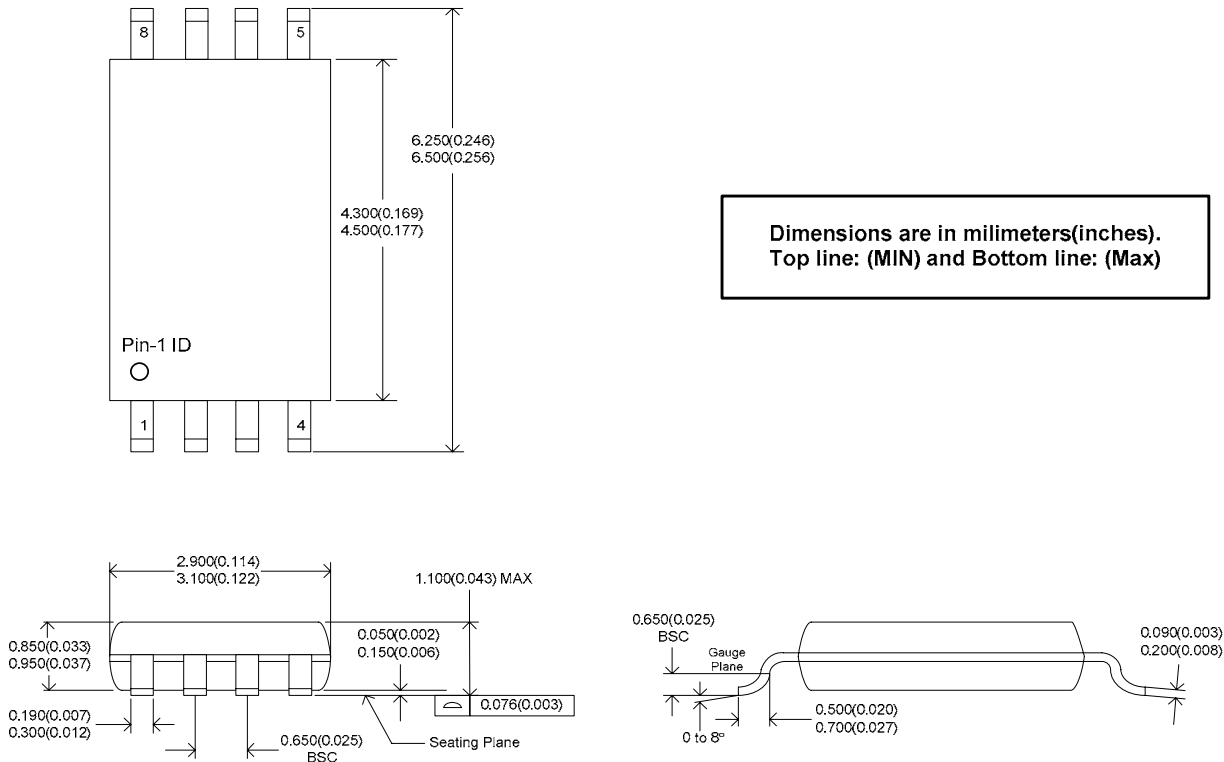 8
5
6.250(0.246)
6.500(0.256)
4.300(0.169)
4.500(0.177)
Dimensions are in milimeters(inches).
Top line: (MIN) and Bottom line: (Max)
Pin-1 ID
1
4
2.900(0.114)
3.100(0.122)
1.100(0.043) MAX
0.850(0.033)
0.950(0.037)
0.050(0.002)
0.150(0.006)
0.076(0.003)
0.190(0.007)
0.300(0.012)
0.650(0.025)
BSC
Seating Plane
0.650(0.025)
BSC
Gauge
Plane
0.090(0.003)
0.200(0.008)
0.500(0.020)
0.700(0.027)
0 to 8°